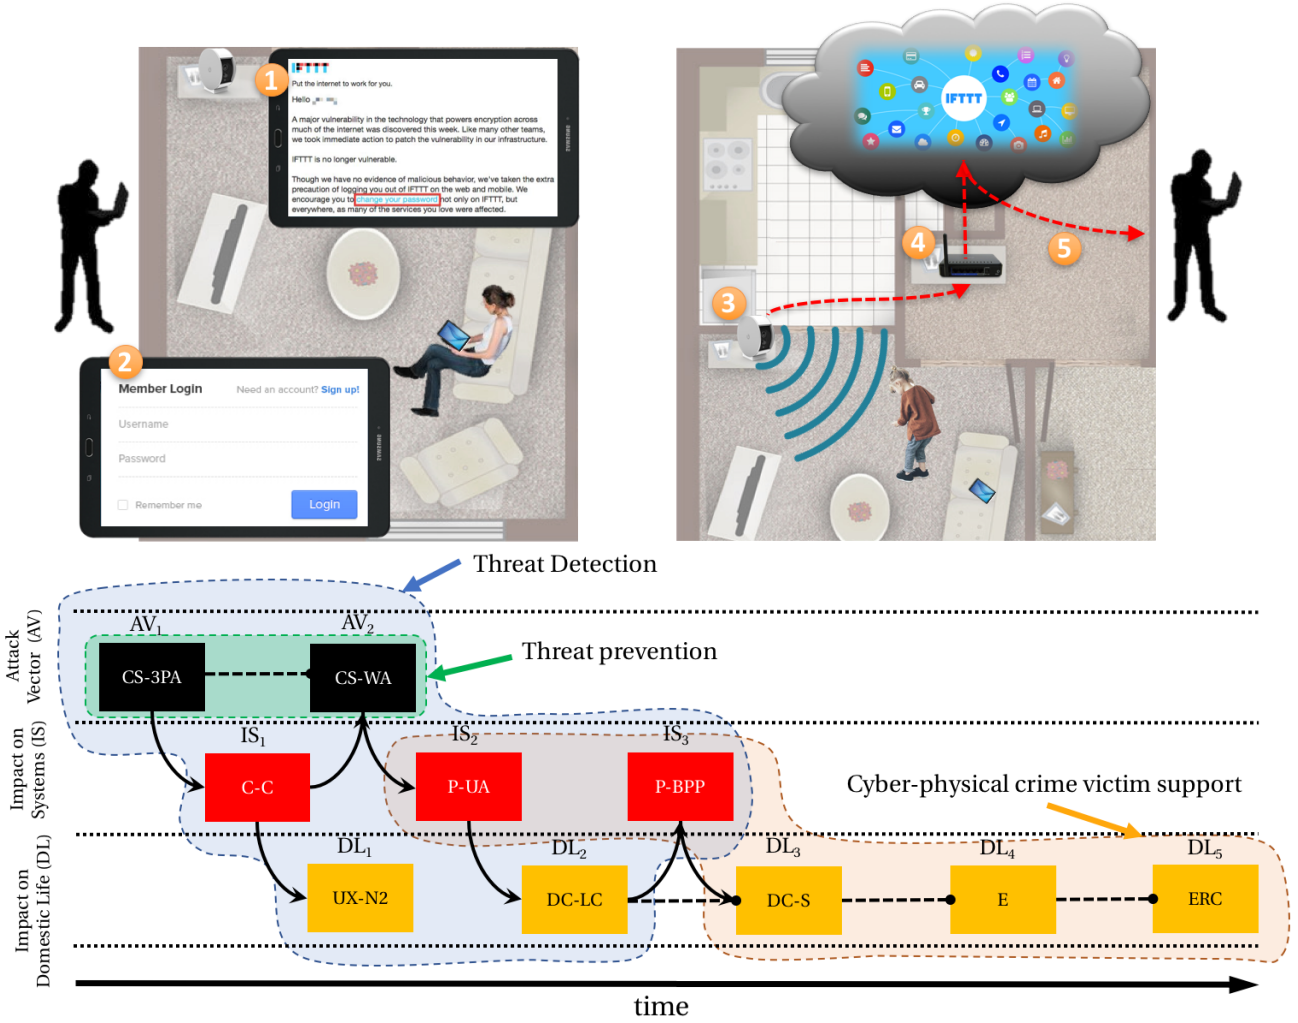 1
IFTTT
Put the internet to work for you.
Hello
A major vulnerability in the technology that powers encryption across
much of the internet was discovered this week. Like many other teams,
we took immediate action to patch the vulnerability in our infrastructure.
IFTTT is no longer vulnerable.
Though we have no evidence of malicious behavior, we've taken the extra
precaution of logging you out of IFTTT on the web and mobile. We
encourage you to change your password not only on IFTTT, but
everywhere, as many of the services you love were affected.
2
Member Login
Need an account? Sign up!
Username
Password
Remember me
Login
IFTTT
3
4
5
Threat Detection
Threat prevention
Cyber-physical crime victim support
Attack
Vector (AV)
AV1
AV2
CS-3PA
CS-WA
Impact on
Systems (IS)
IS1
IS2
IS3
C-C
P-UA
P-BPP
Impact on
Domestic Life (DL)
DL1
DL2
DL3
DL4
DL5
UX-N2
DC-LC
DC-S
E
ERC
time